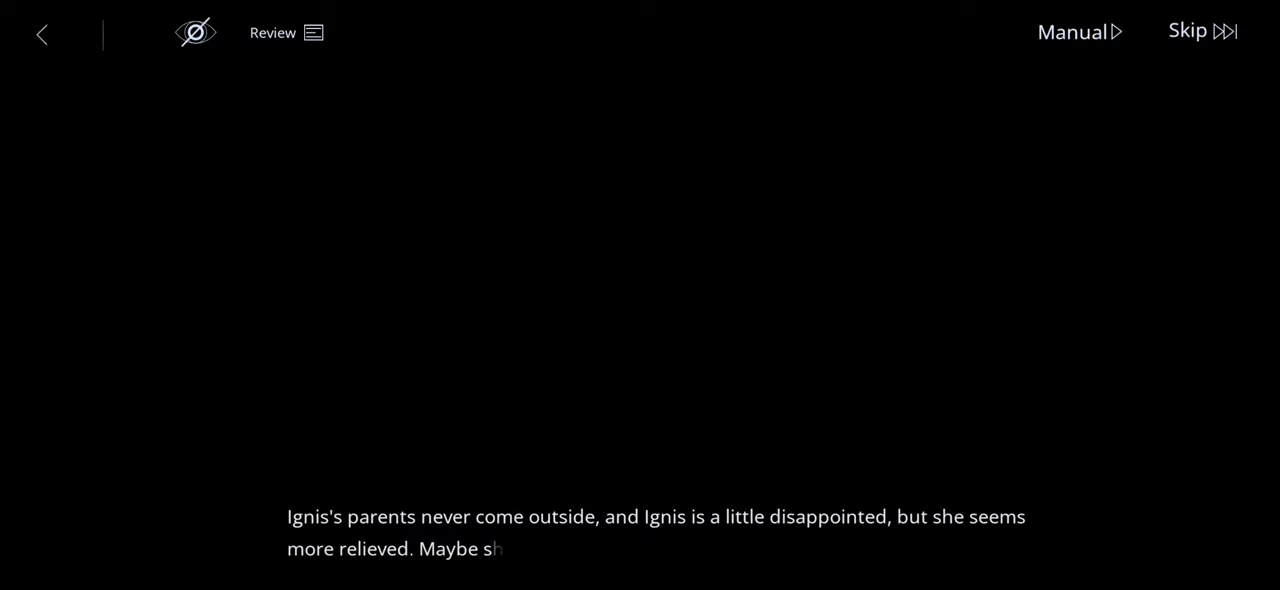 Review
Manual
Skip
Ignis's parents never come outside, and Ignis is a little disappointed, but she seems
more relieved. Maybe sh